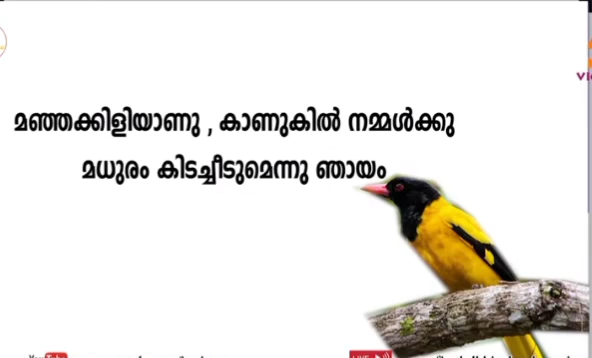 മഞ്ഞക്കിളിയാണു , കാണുകിൽ നമ്മൾക്കു
മധുരം കിടച്ചീടുമെന്നു ഞായം